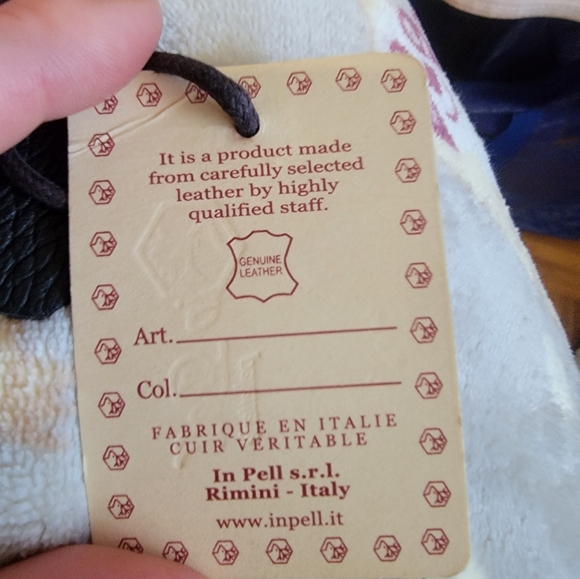 It is a product made
from carefully selected
leather by highly
qualified staff.
GENUINE
LEATHER
Art.
Col.
FABRIQUE EN ITALIE
CUIR VERITABLE
In Pell s.r.l.
Rimini - Italy
www.inpell.it